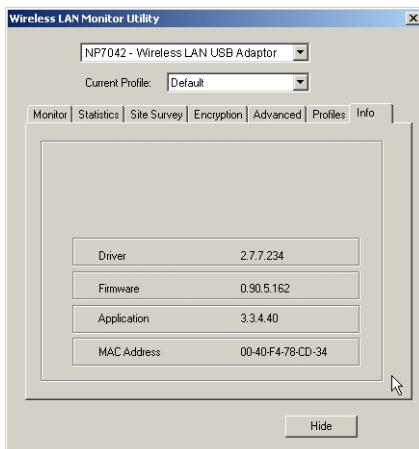 Wireless LAN Monitor Utility
NP7042 - Wireless LAN USB Adaptor
Current Profile: Default
Monitor Statistics Site Survey Encryption Advanced Profiles Info
Driver 2.7.7.234
Firmware 0.90.5.162
Application 3.3.4.40
MAC Address 00-40-F4-78-CD-34
Hide